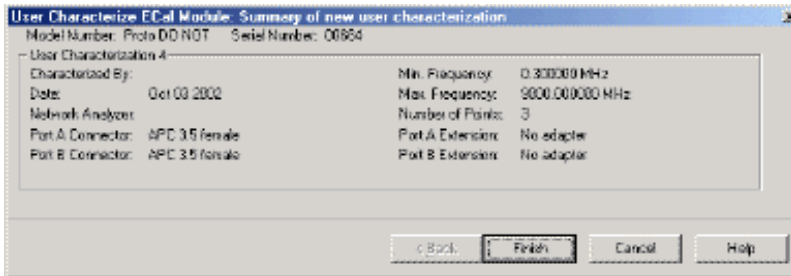 User Characterize ECal Module: Summary of new user characterization
Model Number: Proto DO NOT Serial Number: 00664
User Characterization 4
Characterized By: Min. Frequency: 0.300000 MHz
Date: Oct 03 2002 Max. Frequency: 9000.000000 MHz
Network Analyzer: Number of Points: 3
Port A Connector: APC 3.5 female Port A Extension: No adapter
Port B Connector: APC 3.5 female Port B Extension: No adapter
< Back Finish Cancel Help